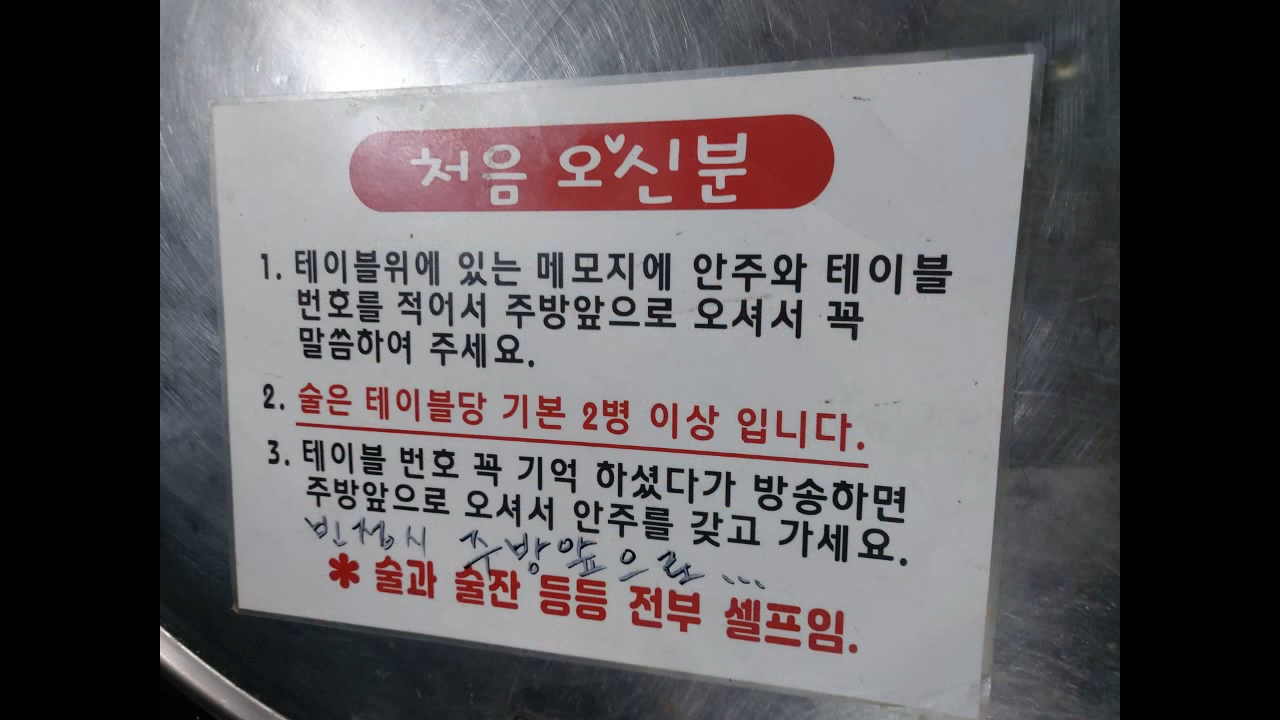 처음 오신분
1. 테이블위에 있는 메모지에 안주와 테이블
번호를 적어서 주방앞으로 오셔서 꼭
말씀하여 주세요.
2. 술은 테이블당 기본 2병 이상 입니다.
3. 테이블 번호 꼭 기억 하셨다가 방송하면
주방앞으로 오셔서 안주를 갖고 가세요.
주방앞으로 ...
* 술과 술잔 등등 전부 셀프임.